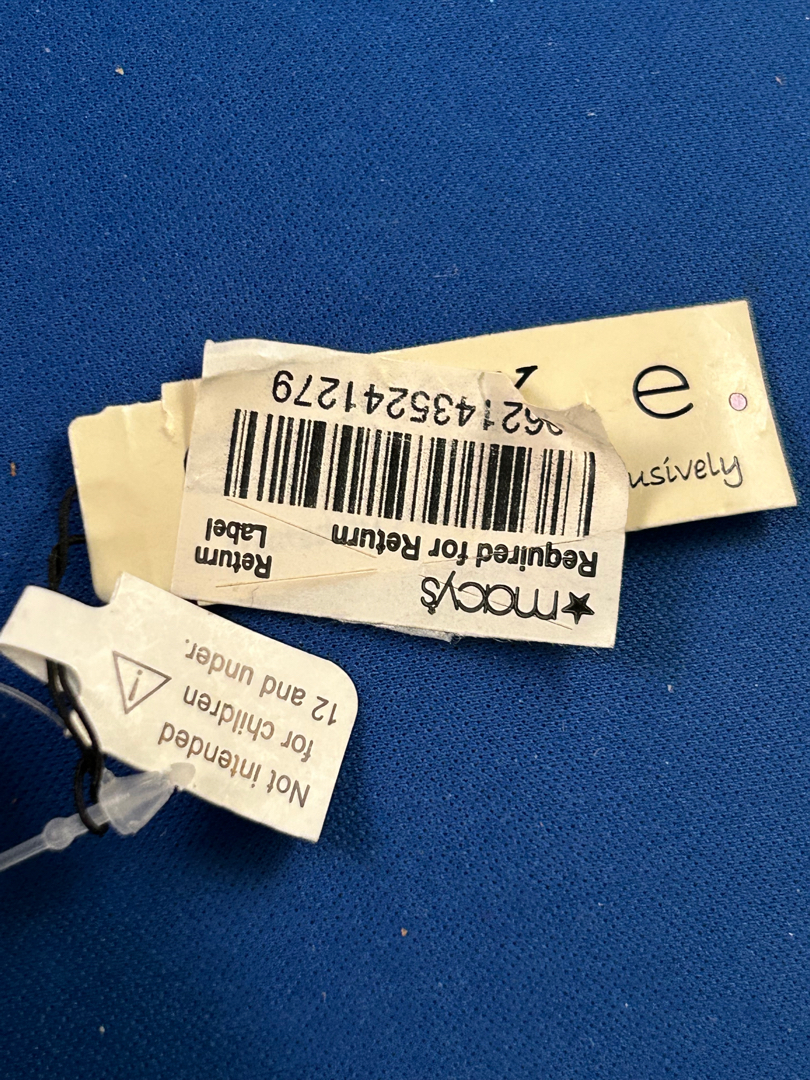 ★macy's
Required for Return
Return
Label
9621435241279
e
usively
Not intended
for children
12 and under.